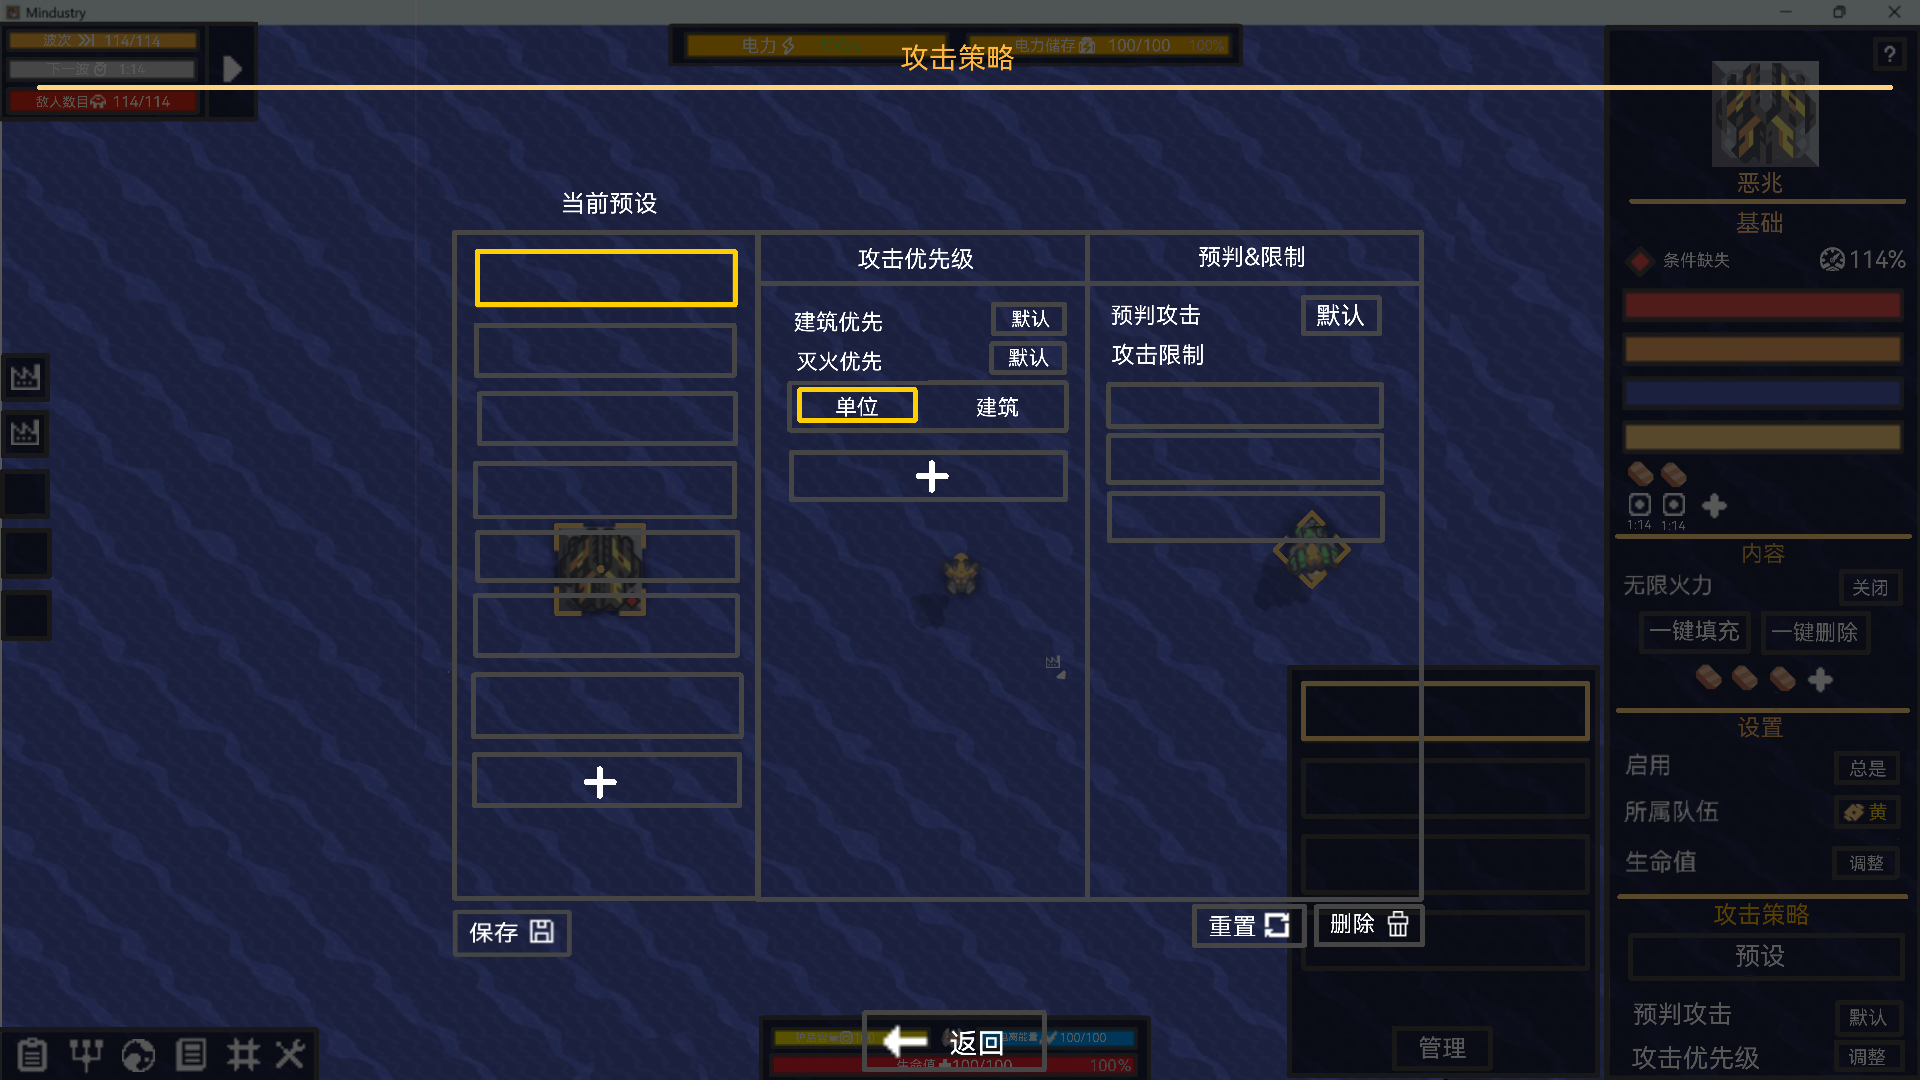 Mindustry
波次 114/114
下一波 1:14
敌人数目 114/114
电力
电力储存 100/100 100%
攻击策略
?
恶兆
基础
条件缺失 114%
1:14 1:14
内容
无限火力 关闭
一键填充 一键删除
设置
启用 总是
所属队伍 黄
生命值 调整
攻击策略
预设
预判攻击 默认
攻击优先级 调整
当前预设
攻击优先级
预判&限制
建筑优先 默认
灭火优先 默认
单位 建筑
预判攻击 默认
攻击限制
保存
重置
删除
管理
返回
100/100
生命值 100/100 100%